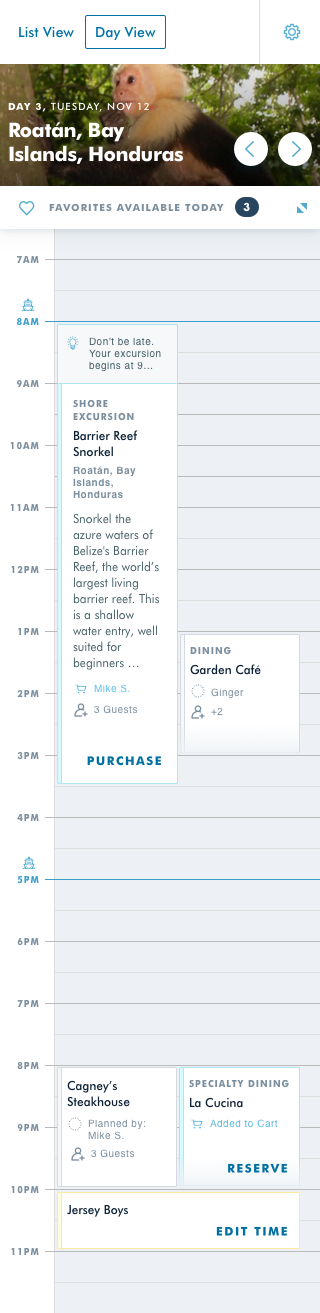 List View
Day View
DAY 3, TUESDAY, NOV 12
Roatán, Bay
Islands, Honduras
FAVORITES AVAILABLE TODAY 3
7AM
8AM
Don't be late.
Your excursion
begins at 9...
9AM
SHORE
EXCURSION
Barrier Reef
Snorkel
10AM
Roatán, Bay
Islands,
Honduras
11AM
Snorkel the
azure waters of
Belize's Barrier
Reef, the world's
largest living
barrier reef. This
is a shallow
water entry, well
suited for
beginners ...
12PM
1PM
Mike S.
3 Guests
PURCHASE
DINING
Garden Café
Ginger
+2
2PM
3PM
4PM
5PM
6PM
7PM
8PM
Cagney's
Steakhouse
Planned by:
Mike S.
3 Guests
SPECIALTY DINING
La Cucina
Added to Cart
RESERVE
9PM
10PM
Jersey Boys
EDIT TIME
11PM